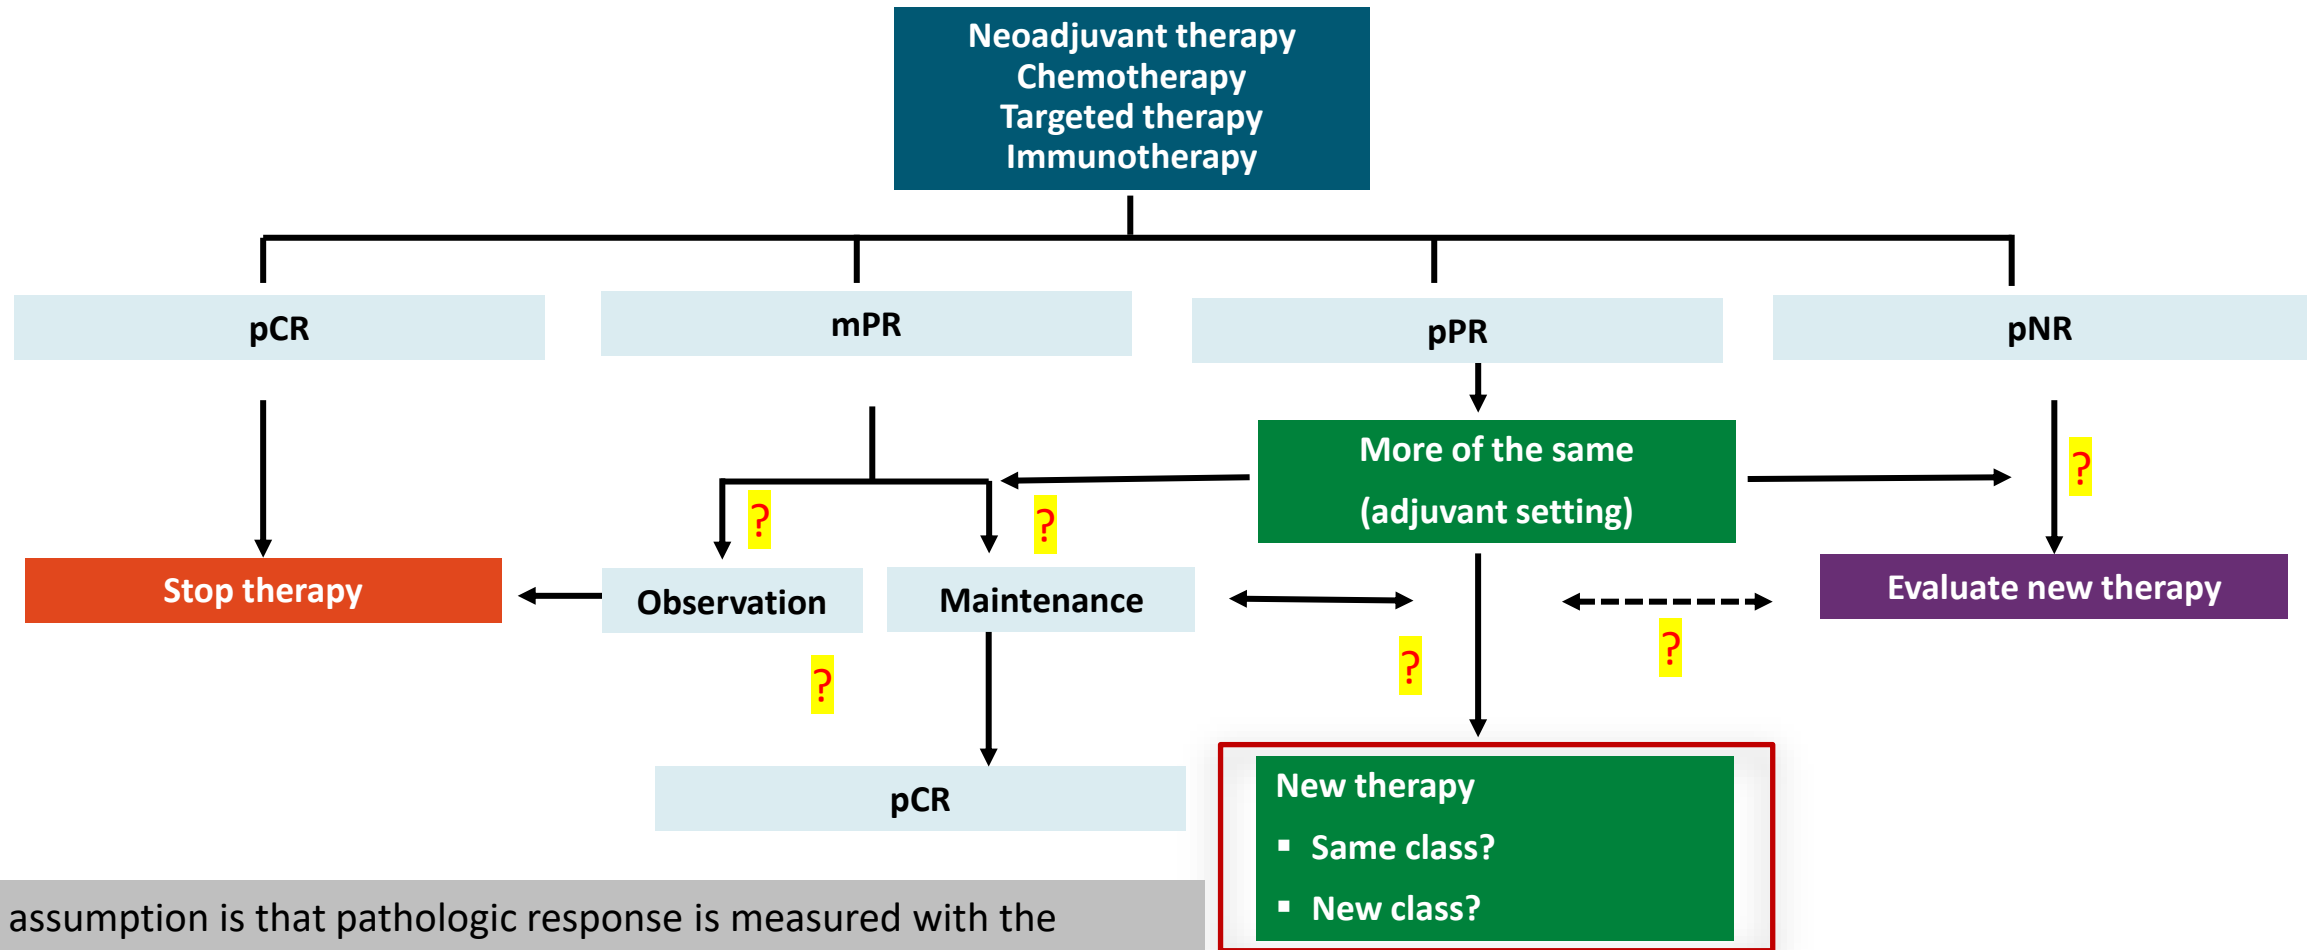 Neoadjuvant therapy
Chemotherapy
Targeted therapy
Immunotherapy
pCR
mPR
pPR
pNR
More of the same
(adjuvant setting)
?
?
?
Stop therapy
Observation
Maintenance
Evaluate new therapy
?
?
?
pCR
New therapy
▪ Same class?
▪ New class?
assumption is that pathologic response is measured with the